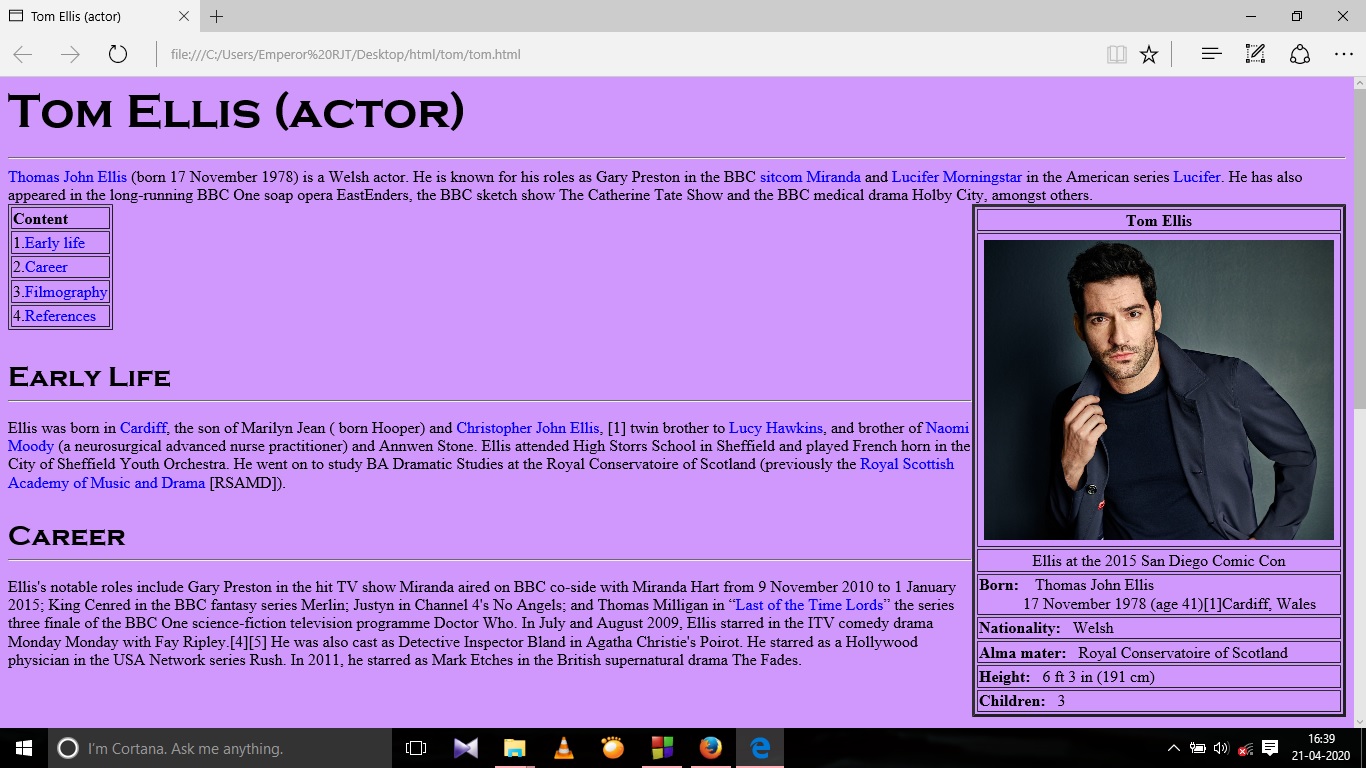 Tom Ellis (actor)
file:///C:/Users/Emperor%20RJT/Desktop/html/tom/tom.html
TOM ELLIS (ACTOR)
Thomas John Ellis (born 17 November 1978) is a Welsh actor. He is known for his roles as Gary Preston in the BBC sitcom Miranda and Lucifer Morningstar in the American series Lucifer. He has also
appeared in the long-running BBC One soap opera EastEnders, the BBC sketch show The Catherine Tate Show and the BBC medical drama Holby City, amongst others.
Content
1.Early life
2.Career
3.Filmography
4.References
EARLY LIFE
Ellis was born in Cardiff, the son of Marilyn Jean ( born Hooper) and Christopher John Ellis, [1] twin brother to Lucy Hawkins, and brother of Naomi
Moody (a neurosurgical advanced nurse practitioner) and Annwen Stone. Ellis attended High Storrs School in Sheffield and played French horn in the
City of Sheffield Youth Orchestra. He went on to study BA Dramatic Studies at the Royal Conservatoire of Scotland (previously the Royal Scottish
Academy of Music and Drama [RSAMD]).
CAREER
Ellis's notable roles include Gary Preston in the hit TV show Miranda aired on BBC co-side with Miranda Hart from 9 November 2010 to 1 January
2015; King Cenred in the BBC fantasy series Merlin; Justyn in Channel 4's No Angels; and Thomas Milligan in “Last of the Time Lords” the series
three finale of the BBC One science-fiction television programme Doctor Who. In July and August 2009, Ellis starred in the ITV comedy drama
Monday Monday with Fay Ripley.[4][5] He was also cast as Detective Inspector Bland in Agatha Christie's Poirot. He starred as a Hollywood
physician in the USA Network series Rush. In 2011, he starred as Mark Etches in the British supernatural drama The Fades.
Tom Ellis
Ellis at the 2015 San Diego Comic Con
Born: Thomas John Ellis
17 November 1978 (age 41)[1]Cardiff, Wales
Nationality: Welsh
Alma mater: Royal Conservatoire of Scotland
Height: 6 ft 3 in (191 cm)
Children: 3
I'm Cortana. Ask me anything.
16:39
21-04-2020